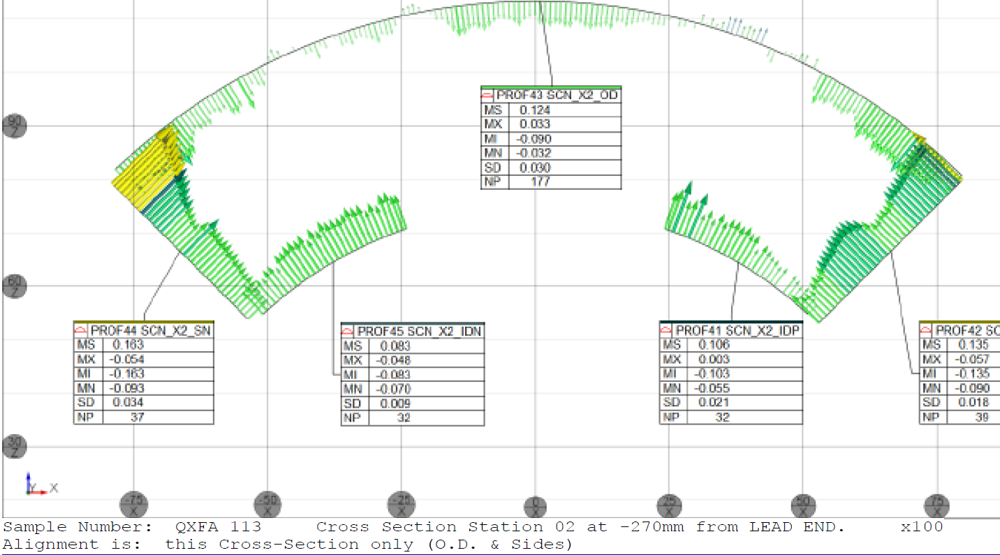 PROF43 SCN_X2_OD
MS 0.124
MX 0.033
MI -0.090
MN -0.032
SD 0.030
NP 177
90
Z
60
Z
PROF44 SCN_X2_SN
MS 0.163
MX -0.054
MI -0.163
MN -0.093
SD 0.034
NP 37
PROF45 SCN_X2_IDN
MS 0.083
MX -0.048
MI -0.083
MN -0.070
SD 0.009
NP 32
PROF41 SCN_X2_IDP
MS 0.106
MX 0.003
MI -0.103
MN -0.055
SD 0.021
NP 32
PROF42 SC
MS 0.135
MX -0.057
MI -0.135
MN -0.090
SD 0.018
NP 39
30
Z
Y X
-75 -50 -25 0 25 50 75
X X X X X X X
Sample Number: QXFA 113 Cross Section Station 02 at -270mm from LEAD END. x100
Alignment is: this Cross-Section only (O.D. & Sides)